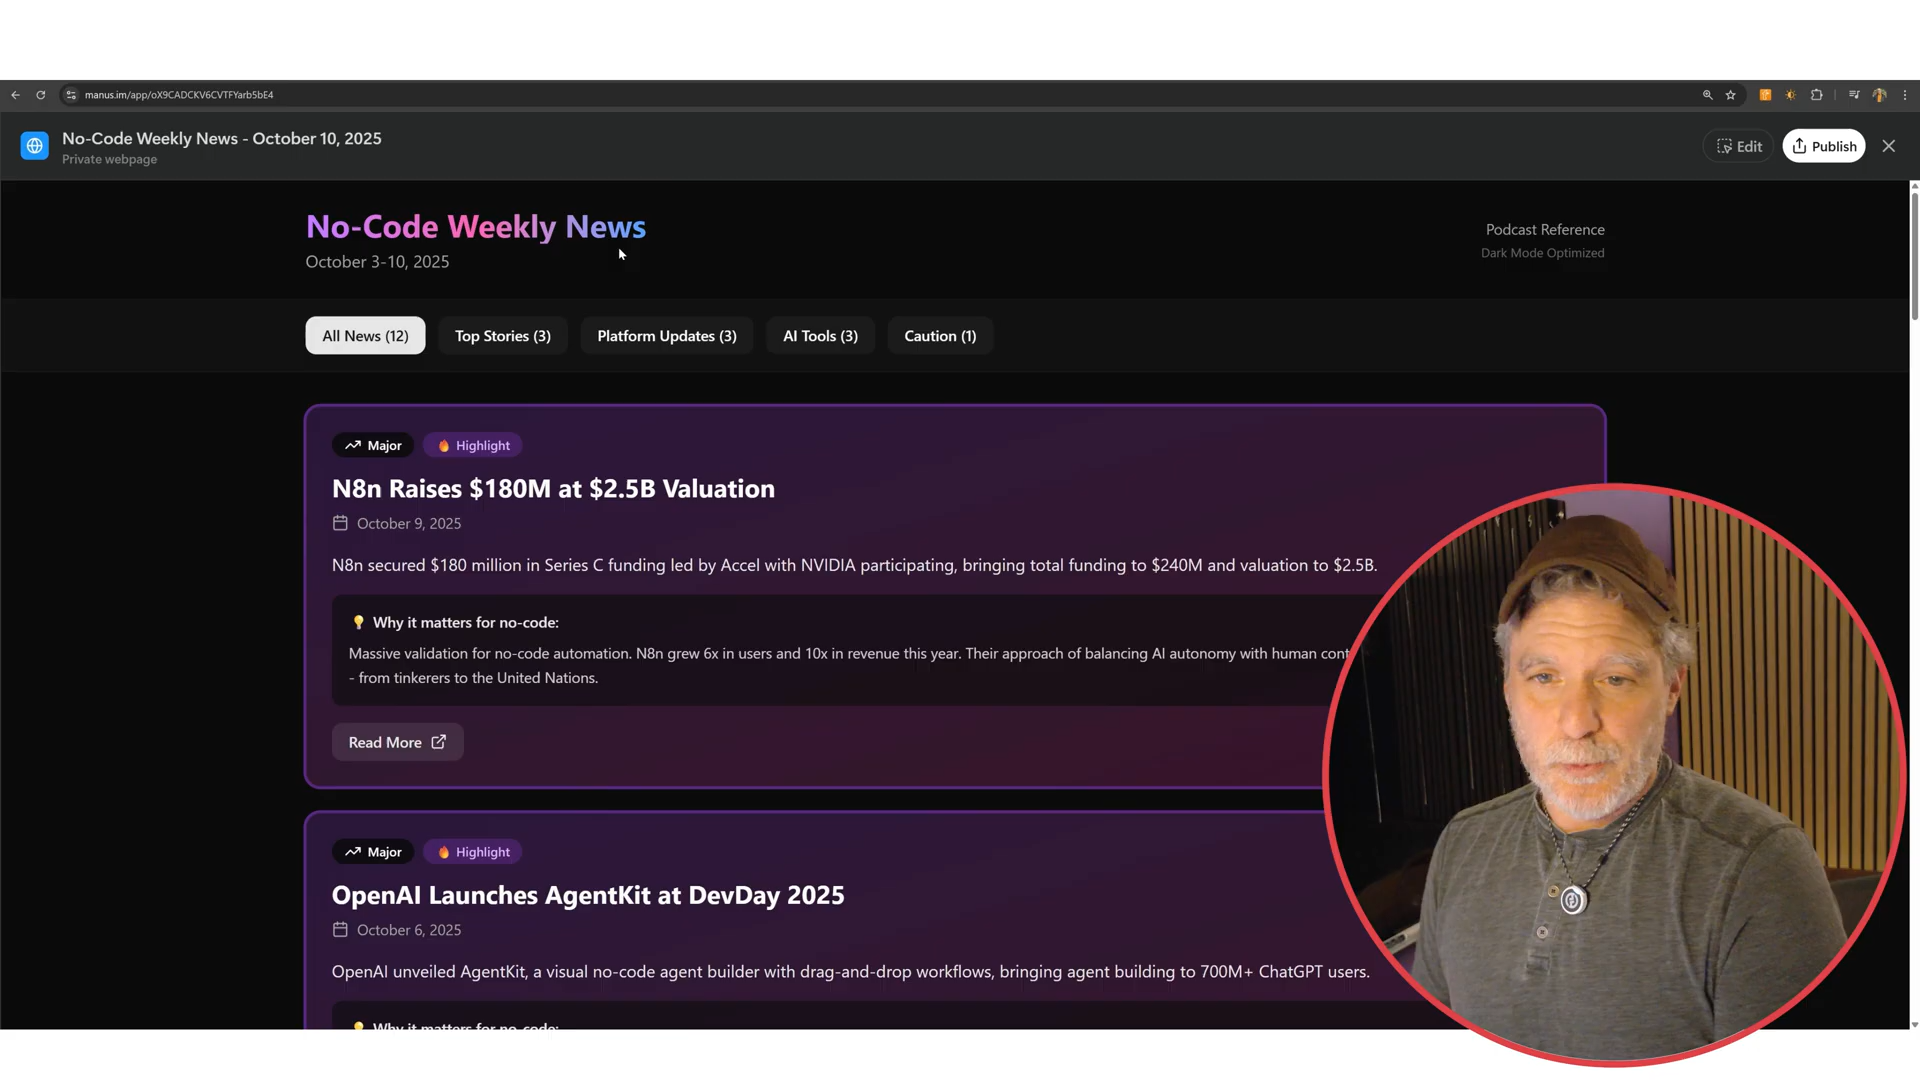 manus.im/app/oX9CADCKV6CVTFYarb5bE4
No-Code Weekly News - October 10, 2025
Private webpage
Edit
Publish
No-Code Weekly News
October 3-10, 2025
Podcast Reference
Dark Mode Optimized
All News (12)
Top Stories (3)
Platform Updates (3)
AI Tools (3)
Caution (1)
Major
Highlight
N8n Raises $180M at $2.5B Valuation
October 9, 2025
N8n secured $180 million in Series C funding led by Accel with NVIDIA participating, bringing total funding to $240M and valuation to $2.5B.
Why it matters for no-code:
Massive validation for no-code automation. N8n grew 6x in users and 10x in revenue this year. Their approach of balancing AI autonomy with human cont
- from tinkerers to the United Nations.
Read More
Major
Highlight
OpenAI Launches AgentKit at DevDay 2025
October 6, 2025
OpenAI unveiled AgentKit, a visual no-code agent builder with drag-and-drop workflows, bringing agent building to 700M+ ChatGPT users.
Why it matters for no-code: